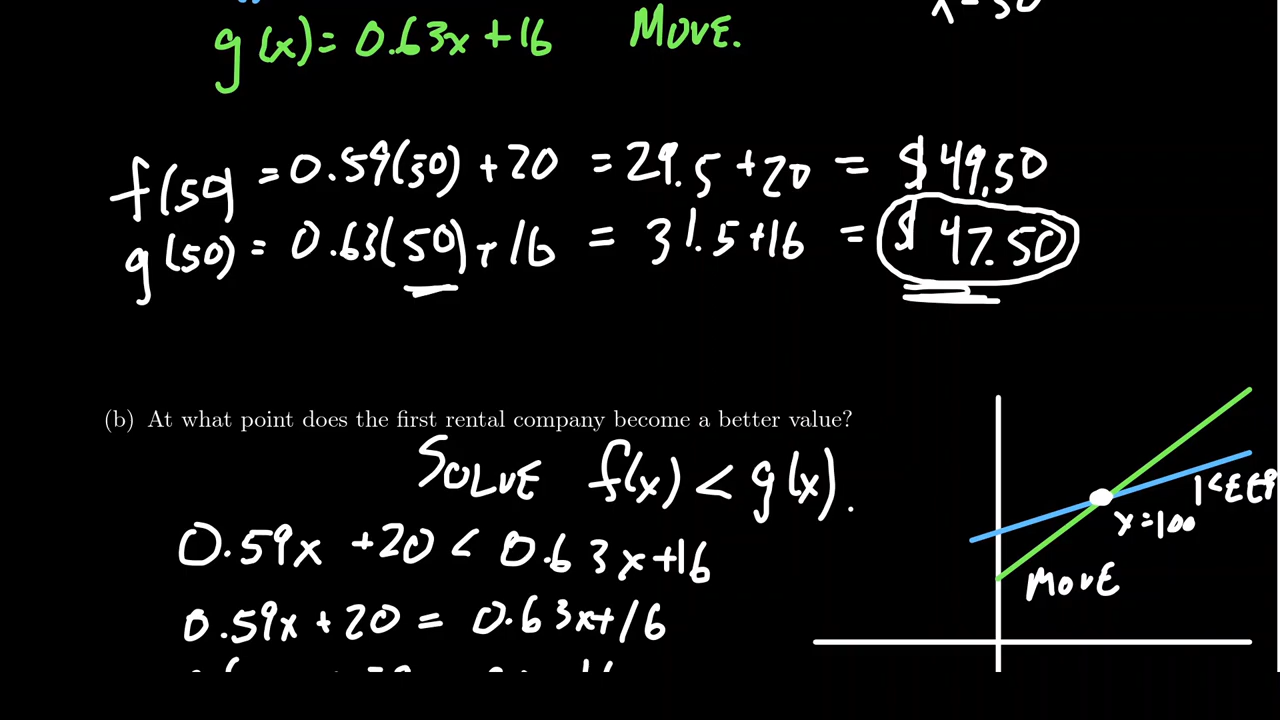 x = 50
g(x) = 0.63x + 16 MOVE.
f(50) = 0.59(50) + 20 = 29.5 + 20 = $49.50
g(50) = 0.63(50) + 16 = 31.5 + 16 = $47.50
(b) At what point does the first rental company become a better value?
SOLVE f(x) < g(x).
0.59x + 20 < 0.63x + 16
0.59x + 20 = 0.63x + 16
KEEP
x = 100
MOVE